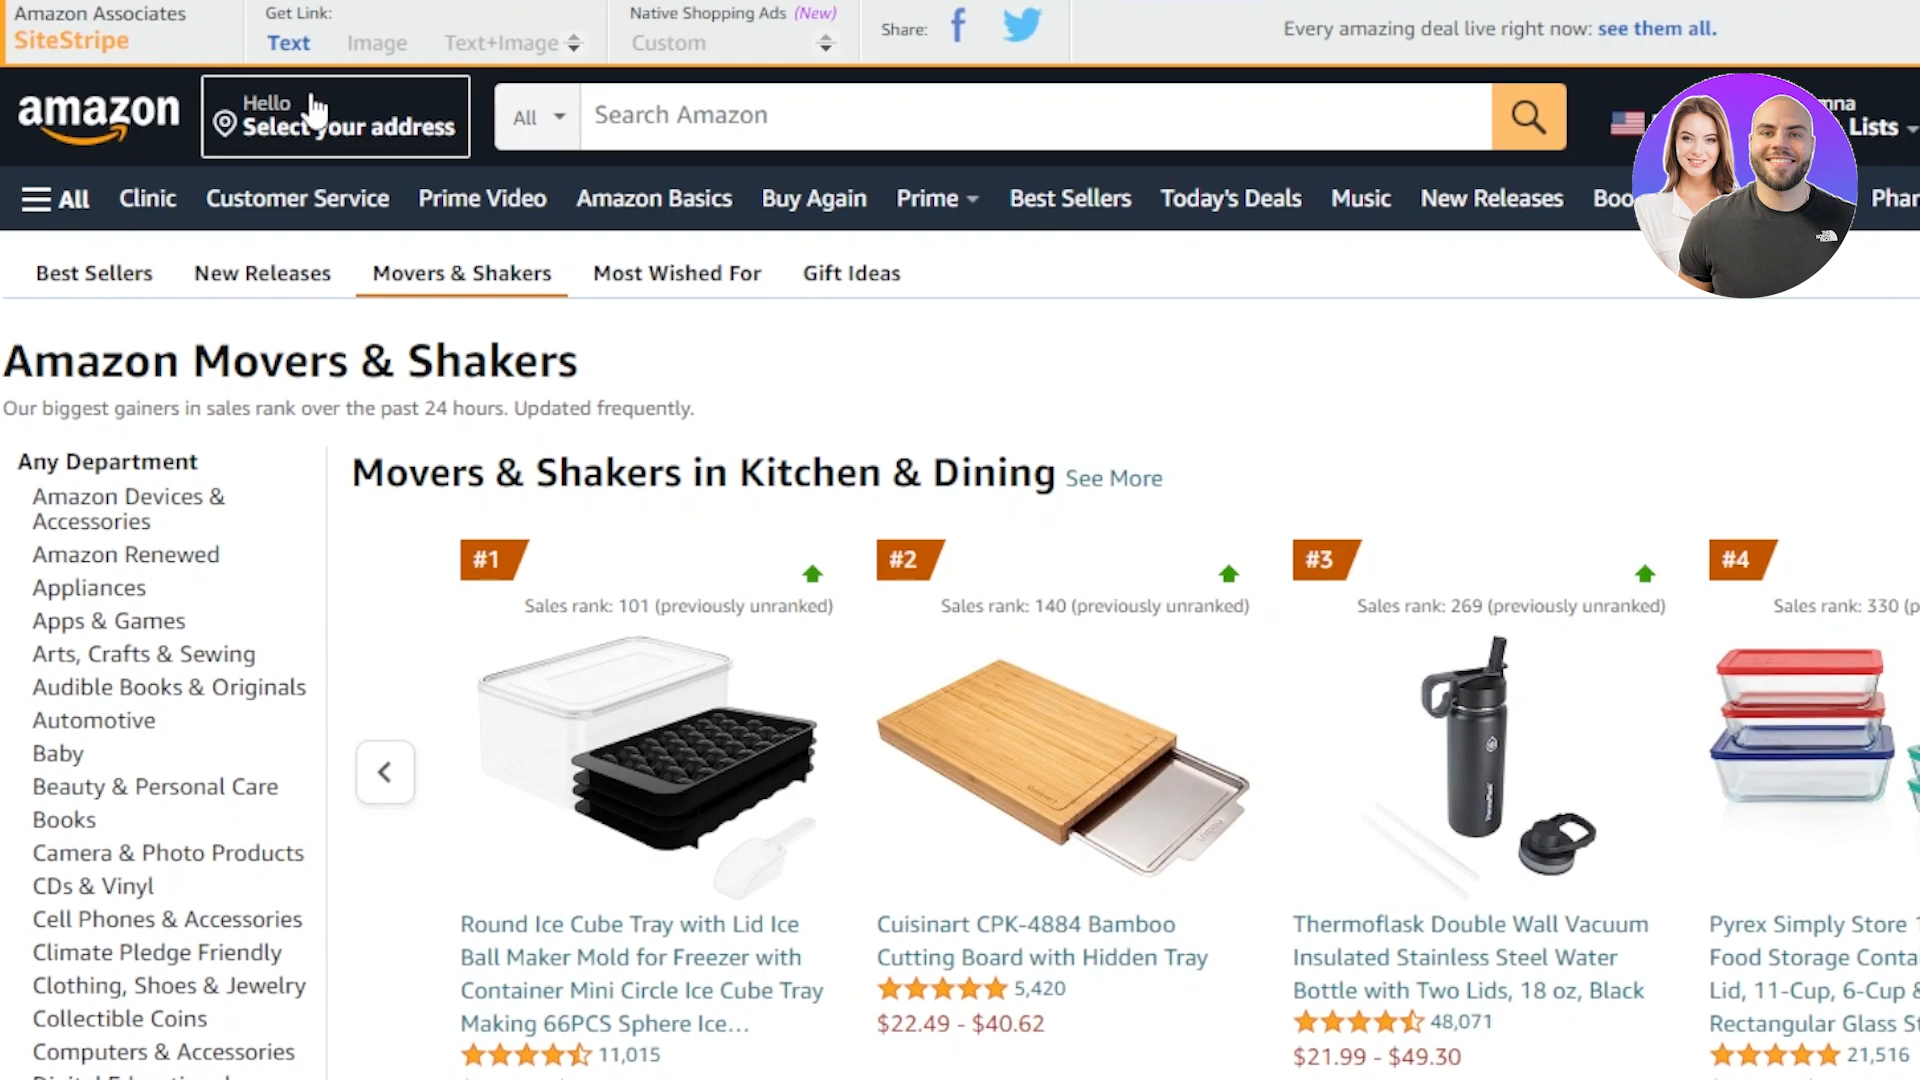 Amazon Associates
SiteStripe
Get Link:
Text Image Text+Image
Native Shopping Ads (New)
Custom
Share:
Every amazing deal live right now: see them all.
amazon
Hello
Select your address
All
Search Amazon
Lists
All Clinic Customer Service Prime Video Amazon Basics Buy Again Prime Best Sellers Today's Deals Music New Releases
Best Sellers New Releases Movers & Shakers Most Wished For Gift Ideas
Amazon Movers & Shakers
Our biggest gainers in sales rank over the past 24 hours. Updated frequently.
Any Department
Amazon Devices &
Accessories
Amazon Renewed
Appliances
Apps & Games
Arts, Crafts & Sewing
Audible Books & Originals
Automotive
Baby
Beauty & Personal Care
Books
Camera & Photo Products
CDs & Vinyl
Cell Phones & Accessories
Climate Pledge Friendly
Clothing, Shoes & Jewelry
Collectible Coins
Computers & Accessories
Movers & Shakers in Kitchen & Dining See More
#1
Sales rank: 101 (previously unranked)
Round Ice Cube Tray with Lid Ice
Ball Maker Mold for Freezer with
Container Mini Circle Ice Cube Tray
Making 66PCS Sphere Ice...
11,015
#2
Sales rank: 140 (previously unranked)
Cuisinart CPK-4884 Bamboo
Cutting Board with Hidden Tray
5,420
$22.49 - $40.62
#3
Sales rank: 269 (previously unranked)
Thermoflask Double Wall Vacuum
Insulated Stainless Steel Water
Bottle with Two Lids, 18 oz, Black
48,071
$21.99 - $49.30
#4
Sales rank: 330 (p
Pyrex Simply Store
Food Storage
Lid, 11-Cup, 6-Cup &
Rectangular Glass
21,516